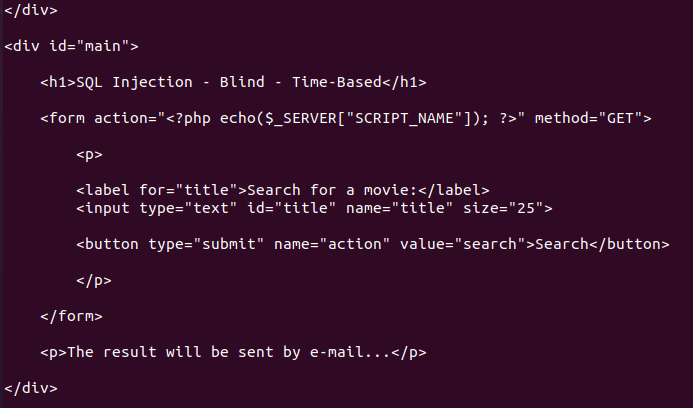 </div>
<div id="main">
<h1>SQL Injection - Blind - Time-Based</h1>
<form action="<?php echo($_SERVER["SCRIPT_NAME"]); ?>" method="GET">
<p>
<label for="title">Search for a movie:</label>
<input type="text" id="title" name="title" size="25">
<button type="submit" name="action" value="search">Search</button>
</p>
</form>
<p>The result will be sent by e-mail...</p>
</div>